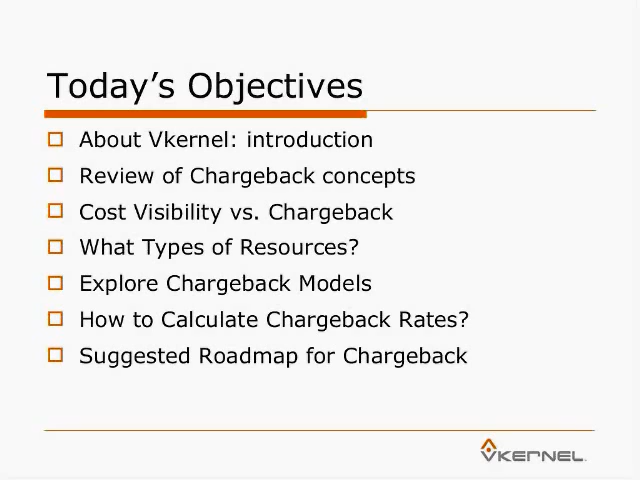 Today's Objectives
About Vkernel: introduction
Review of Chargeback concepts
Cost Visibility vs. Chargeback
What Types of Resources?
Explore Chargeback Models
How to Calculate Chargeback Rates?
Suggested Roadmap for Chargeback
VKERNEL